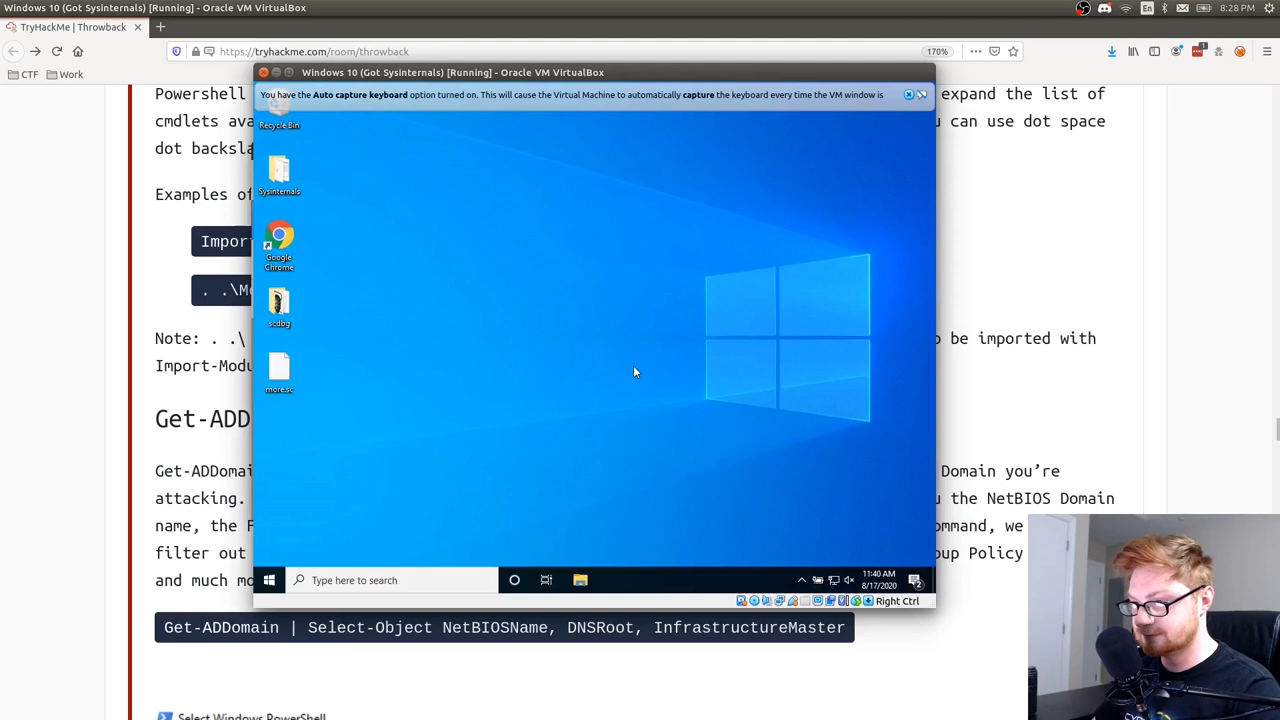 Windows 10 (Got Sysinternals) [Running] - Oracle VM VirtualBox
En
8:28 PM
TryHackMe | Throwback
https://tryhackme.com/room/throwback
170%
CTF
Work
Powershell
expand the list of
cmdlets ava
u can use dot space
dot backsla
Examples of
Impor
. .\Mo
Note: . .\
o be imported with
Import-Modu
Get-ADD
Get-ADDomai
Domain you're
attacking.
u the NetBIOS Domain
name, the F
ommand, we
filter out
oup Policy
and much mo
Get-ADDomain | Select-Object NetBIOSName, DNSRoot, InfrastructureMaster
Select Windows PowerShell
Windows 10 (Got Sysinternals) [Running] - Oracle VM VirtualBox
You have the Auto capture keyboard option turned on. This will cause the Virtual Machine to automatically capture the keyboard every time the VM window is
Recycle Bin
Sysinternals
Google
Chrome
scdbg
more.sc
Type here to search
11:40 AM
8/17/2020
2
Right Ctrl